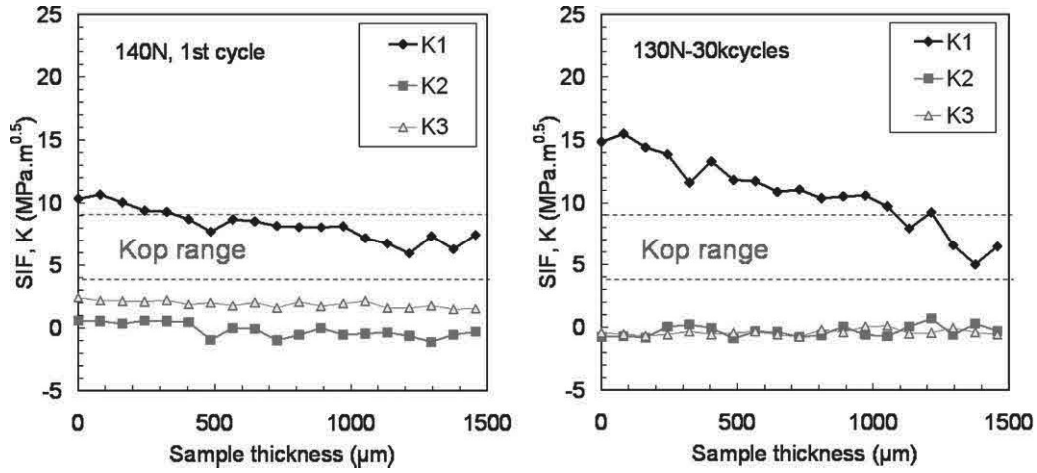 25
20
15
10
5
0
-5
SIF, K (MPa.m^0.5)
140N, 1st cycle
K1
K2
K3
Kop range
0 500 1000 1500
Sample thickness (µm)
25
20
15
10
5
0
-5
SIF, K (MPa.m^0.5)
130N-30kcycles
K1
K2
K3
Kop range
0 500 1000 1500
Sample thickness (µm)